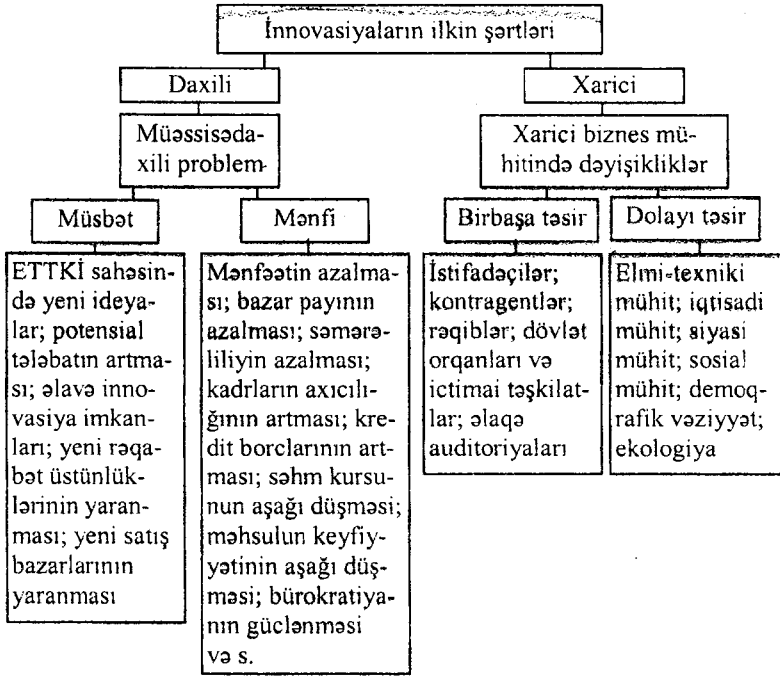 İnnovasiyaların ilkin şərtləri
Daxili
Xarici
Müəssisəda-
xili problem
Xarici biznes mü-
hitində dəyişikliklər
Müsbət
Mənfi
Birbaşa təsir
Dolayı təsir
ETTKİ sahəsin-
də yeni ideya-
lar; potensial
tələbatın artma-
sı; əlavə inno-
vasiya imkan-
ları; yeni rəqa-
bət üstünlük-
lərinin yaran-
ması; yeni satış
bazarlarının
yaranması
Mənfəətin azalma-
sı; bazar payının
azalması; səmərə-
liliyin azalması;
kadrların axıcılı-
ğının artması; kre-
dit borclarının art-
ması; səhm kursu-
nun aşağı düşməsi;
məhsulun keyfiy-
yətinin aşağı düş-
məsi; bürokratiya-
nın güclənməsi
və s.
İstifadəçilər;
kontragentlər;
rəqiblər; dövlət
orqanları və
ictimai təşkilat-
lar; əlaqə
auditoriyaları
Elmi-texniki
mühit; iqtisadi
mühit; siyasi
mühit; sosial
mühit; demoq-
rafik vəziyyət;
ekologiya